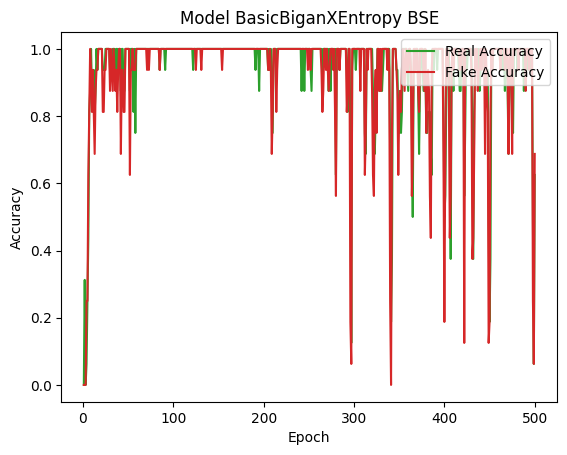 Model BasicBiganXEntropy BSE
Real Accuracy
Fake Accuracy
Accuracy
1.0
0.8
0.6
0.4
0.2
0.0
0
100
200
300
400
500
Epoch